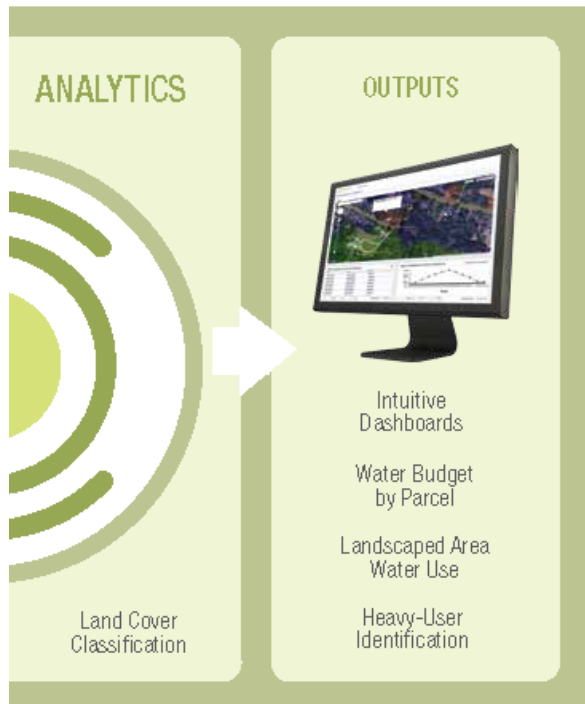 ANALYTICS
Land Cover
Classification
OUTPUTS
Intuitive
Dashboards
Water Budget
by Parcel
Landscaped Area
Water Use
Heavy-User
Identification